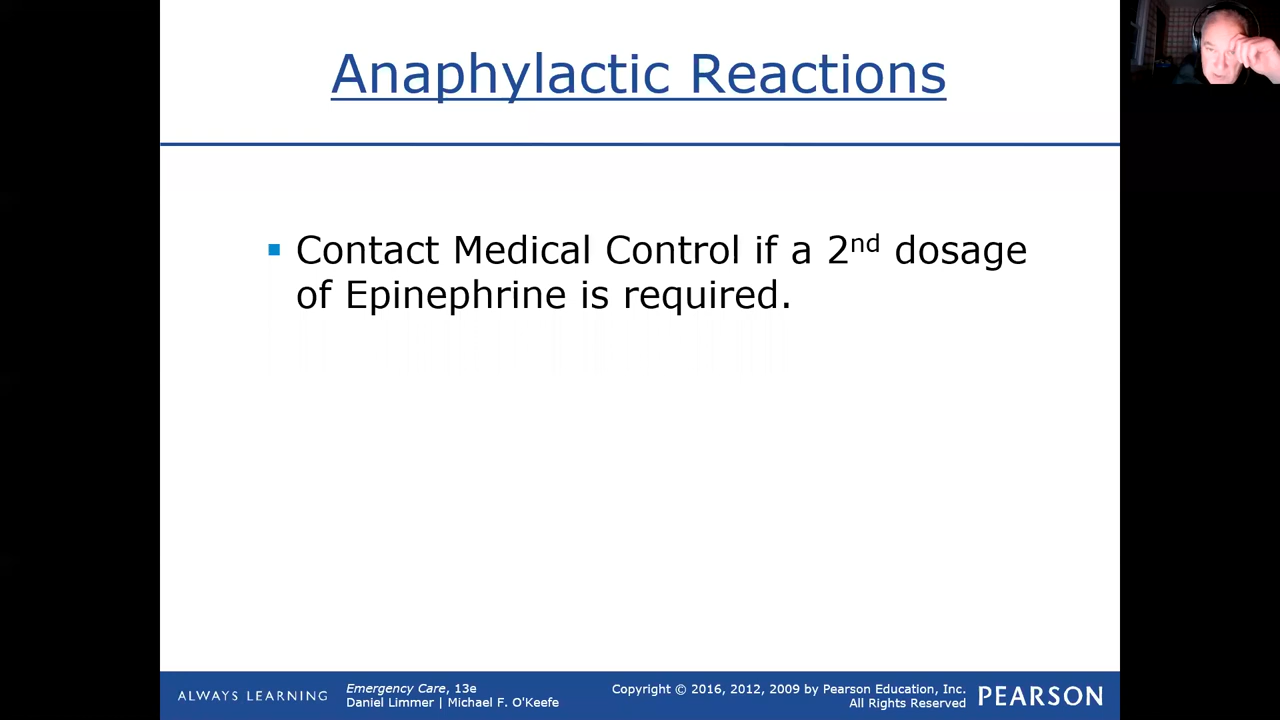 Anaphylactic Reactions
Contact Medical Control if a 2nd dosage
of Epinephrine is required.
ALWAYS LEARNING
Emergency Care, 13e
Daniel Limmer | Michael F. O'Keefe
Copyright © 2016, 2012, 2009 by Pearson Education, Inc.
All Rights Reserved
PEARSON